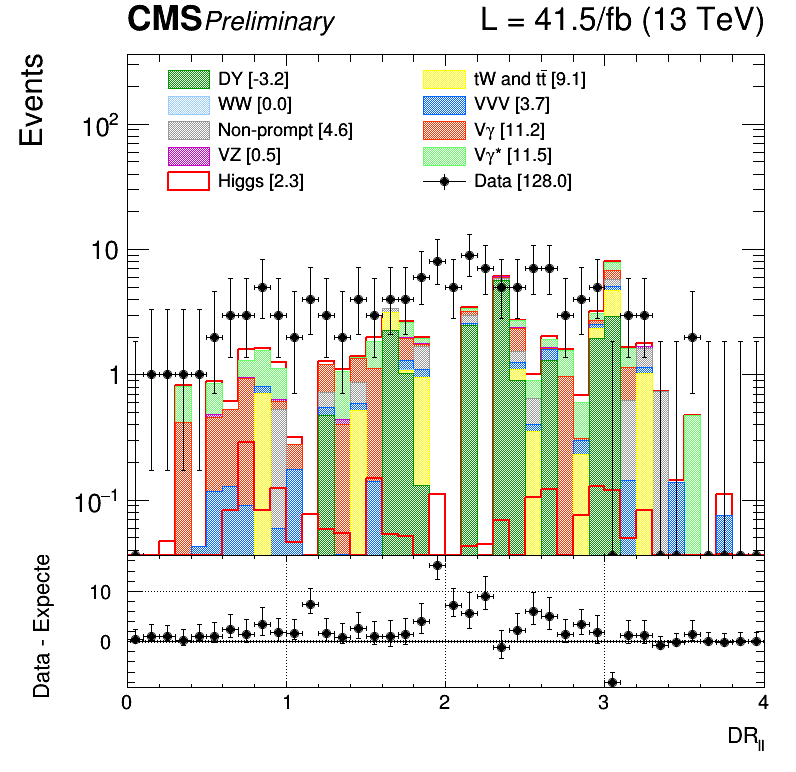 CMS Preliminary L = 41.5/fb (13 TeV)
Events
DY [-3.2]
WW [0.0]
Non-prompt [4.6]
VZ [0.5]
Higgs [2.3]
tW and tt̄ [9.1]
VVV [3.7]
Vγ [11.2]
Vγ* [11.5]
Data [128.0]
10²
10
1
10⁻¹
Data - Expecte
10
0
0 1 2 3 4
DR_ll